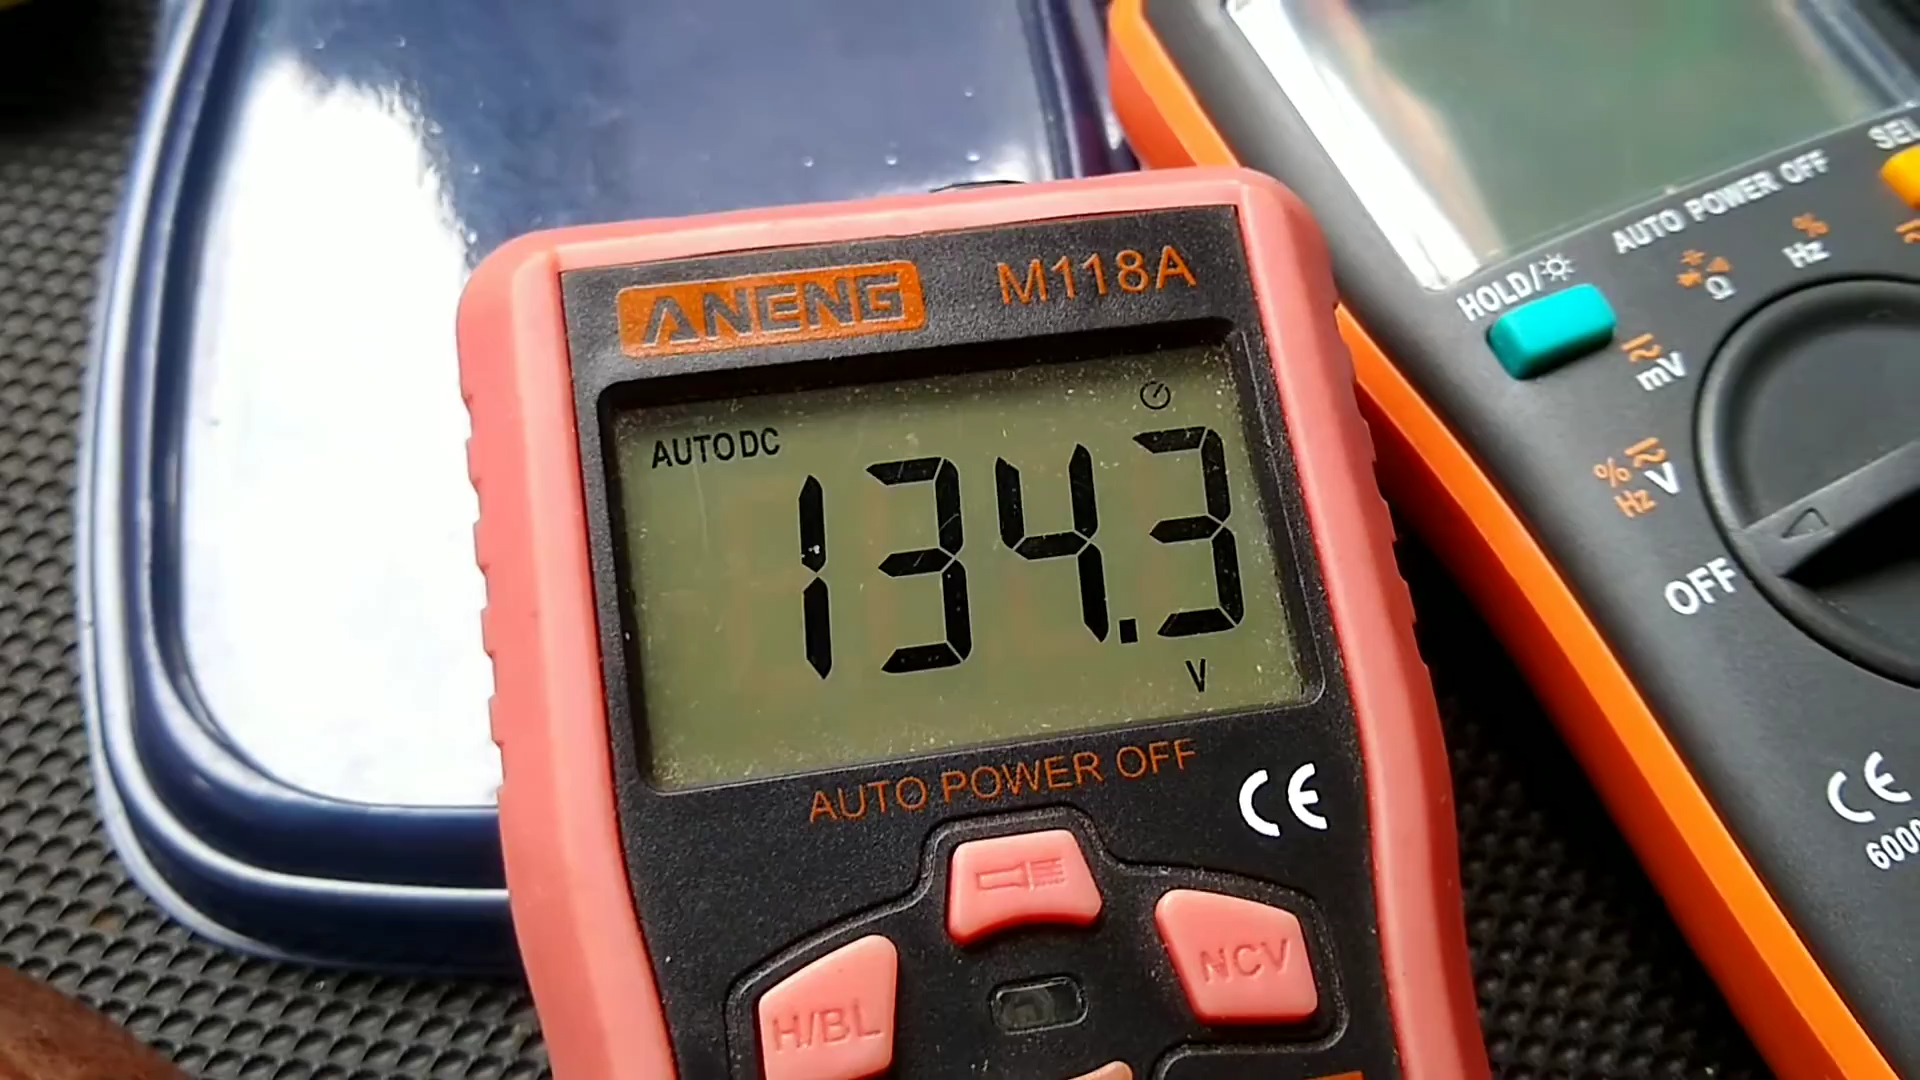 ANENG M118A
AUTO DC
134.3
V
AUTO POWER OFF
CE
H/BL
NCV
AUTO POWER OFF
HOLD/
%
Hz
Ω
mV
%
Hz V
OFF
CE